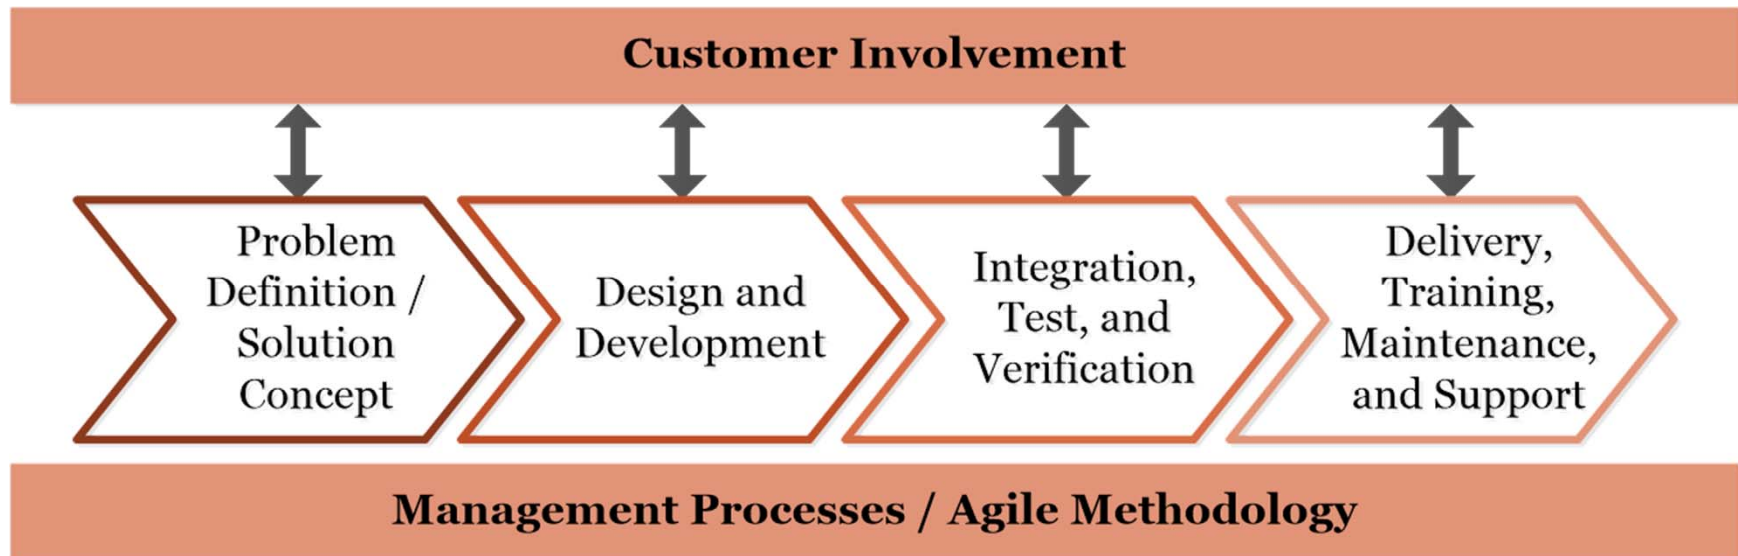 Customer Involvement
Problem
Definition /
Solution
Concept
Design and
Development
Integration,
Test, and
Verification
Delivery,
Training,
Maintenance,
and Support
Management Processes / Agile Methodology